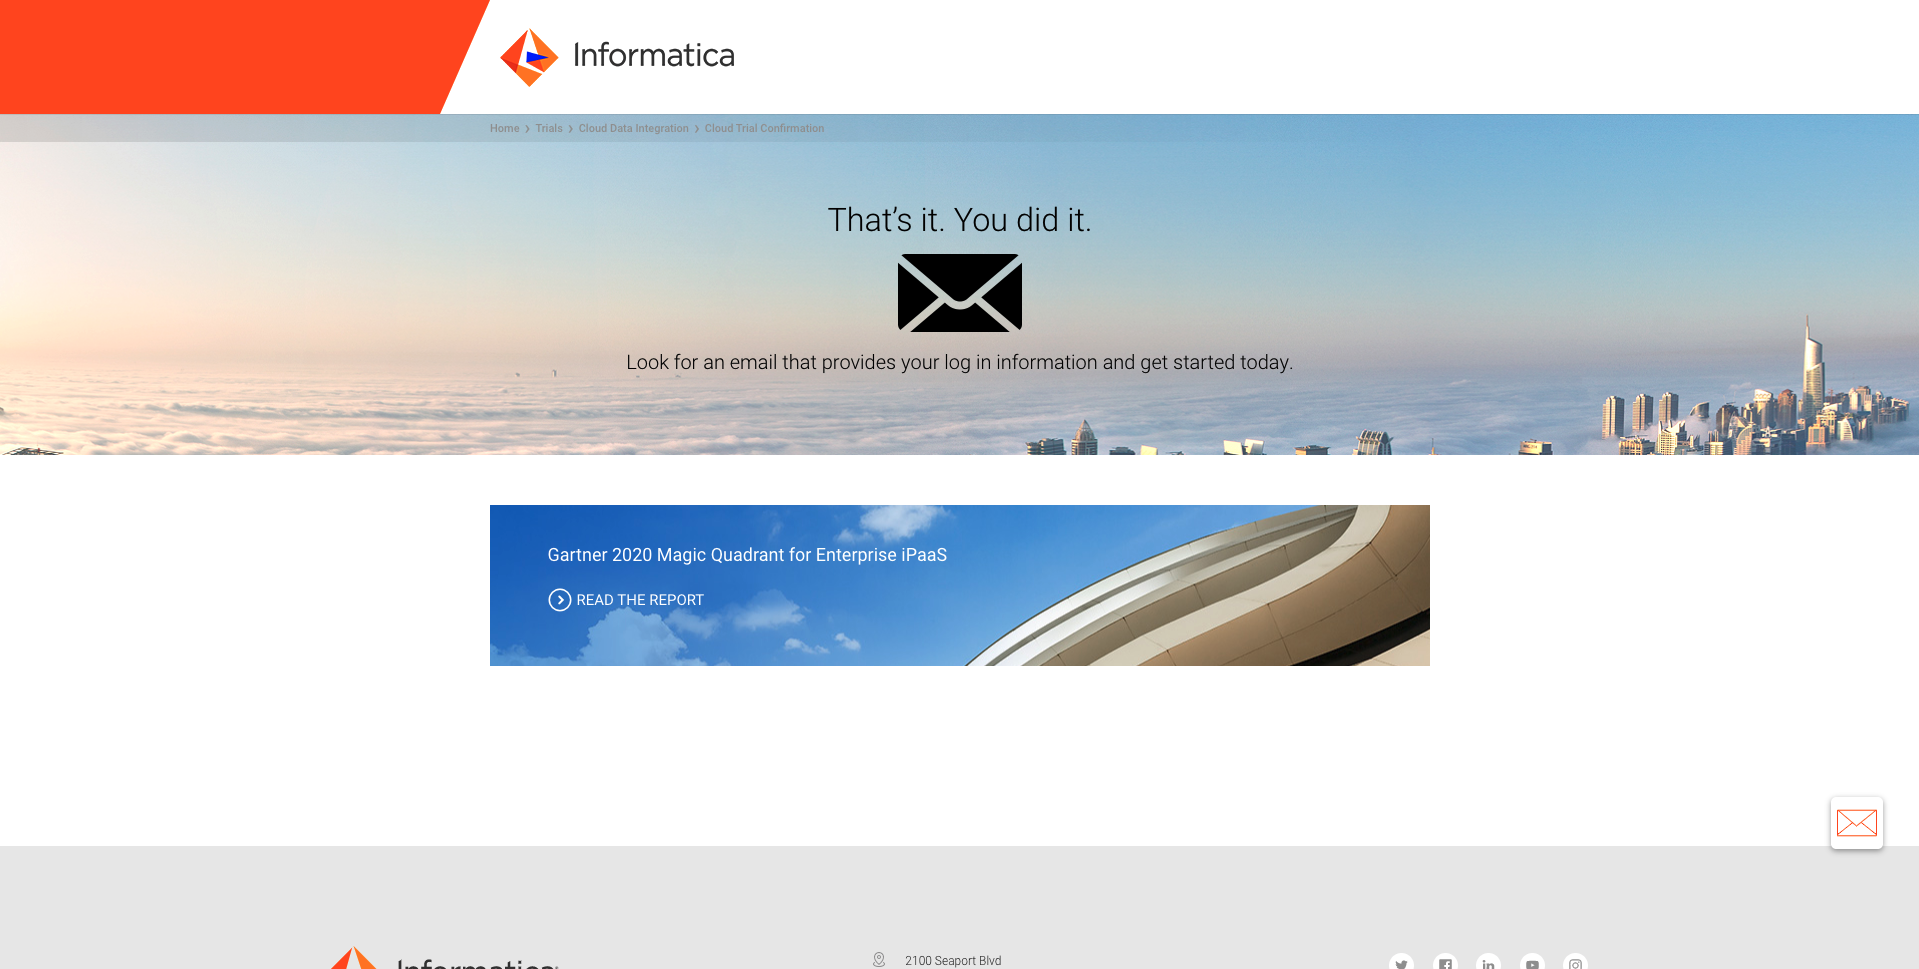 Informatica
Home > Trials > Cloud Data Integration > Cloud Trial Confirmation
That's it. You did it.
Look for an email that provides your log in information and get started today.
Gartner 2020 Magic Quadrant for Enterprise iPaaS
READ THE REPORT
Informatica
2100 Seaport Blvd